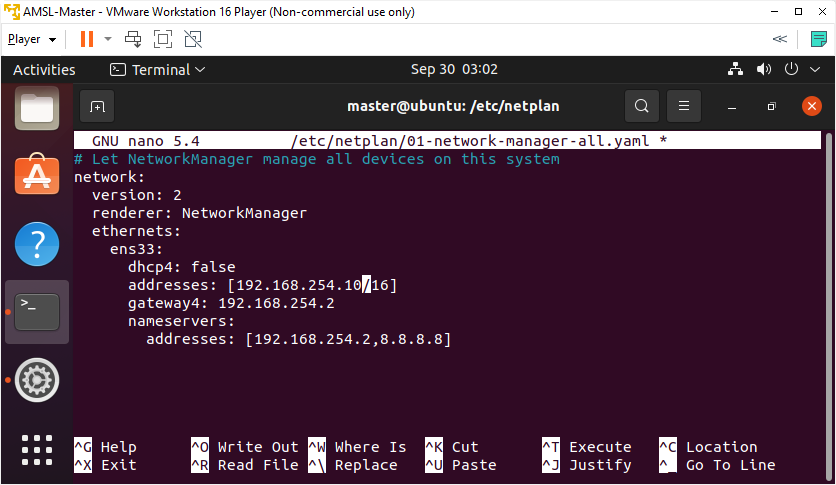 AMSL-Master - VMware Workstation 16 Player (Non-commercial use only)
Player
Activities Terminal Sep 30 03:02
master@ubuntu: /etc/netplan
GNU nano 5.4 /etc/netplan/01-network-manager-all.yaml *
# Let NetworkManager manage all devices on this system
network:
version: 2
renderer: NetworkManager
ethernets:
ens33:
dhcp4: false
addresses: [192.168.254.10/16]
gateway4: 192.168.254.2
nameservers:
addresses: [192.168.254.2,8.8.8.8]
^G Help ^O Write Out ^W Where Is ^K Cut ^T Execute ^C Location
^X Exit ^R Read File ^\ Replace ^U Paste ^J Justify ^_ Go To Line